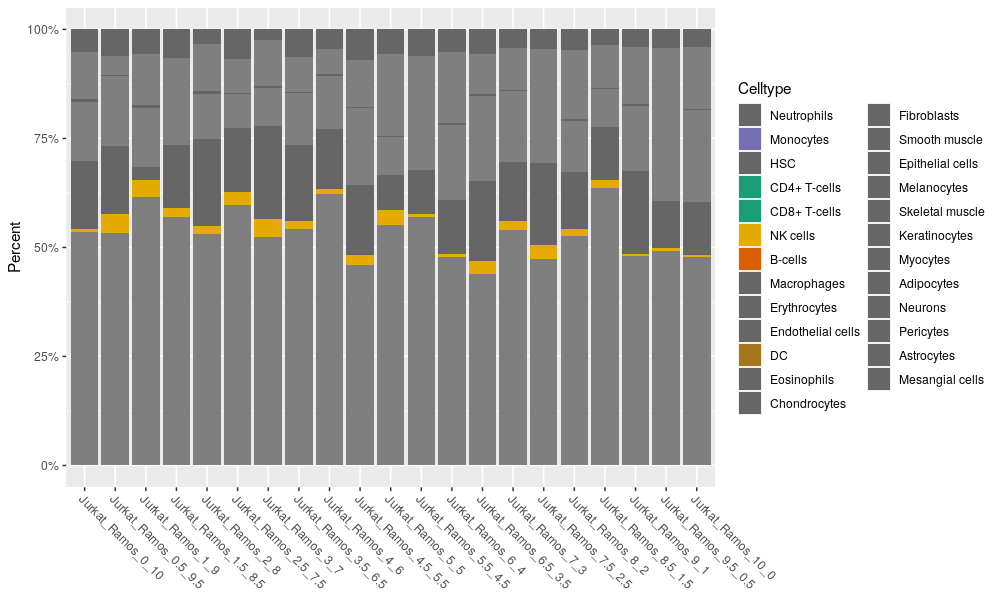 100%
75%
50%
25%
0%
Percent
Jurkat_Ramos_0_10
Jurkat_Ramos_0.5_9.5
Jurkat_Ramos_1_9
Jurkat_Ramos_1.5_8.5
Jurkat_Ramos_2_8
Jurkat_Ramos_2.5_7.5
Jurkat_Ramos_3_7
Jurkat_Ramos_3.5_6.5
Jurkat_Ramos_4_6
Jurkat_Ramos_4.5_5.5
Jurkat_Ramos_5_5
Jurkat_Ramos_5.5_4.5
Jurkat_Ramos_6_4
Jurkat_Ramos_6.5_3.5
Jurkat_Ramos_7_3
Jurkat_Ramos_7.5_2.5
Jurkat_Ramos_8_2
Jurkat_Ramos_8.5_1.5
Jurkat_Ramos_9_1
Jurkat_Ramos_9.5_0.5
Jurkat_Ramos_10_0
Celltype
Neutrophils
Monocytes
HSC
CD4+ T-cells
CD8+ T-cells
NK cells
B-cells
Macrophages
Erythrocytes
Endothelial cells
DC
Eosinophils
Chondrocytes
Fibroblasts
Smooth muscle
Epithelial cells
Melanocytes
Skeletal muscle
Keratinocytes
Myocytes
Adipocytes
Neurons
Pericytes
Astrocytes
Mesangial cells